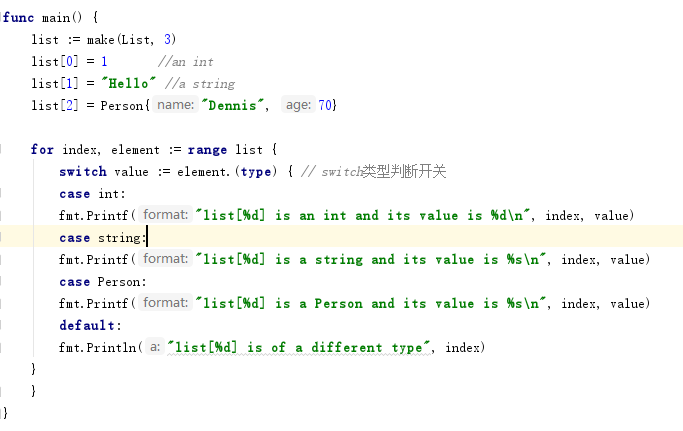 func main() {
    list := make(List, 3)
    list[0] = 1       //an int
    list[1] = "Hello" //a string
    list[2] = Person{ name: "Dennis", age: 70}
    for index, element := range list {
        switch value := element.(type) { // switch类型判断开关
        case int:
        fmt.Printf( format: "list[%d] is an int and its value is %d\n", index, value)
        case string:
        fmt.Printf( format: "list[%d] is a string and its value is %s\n", index, value)
        case Person:
        fmt.Printf( format: "list[%d] is a Person and its value is %s\n", index, value)
        default:
        fmt.Println( a: "list[%d] is of a different type", index)
    }
    }
}